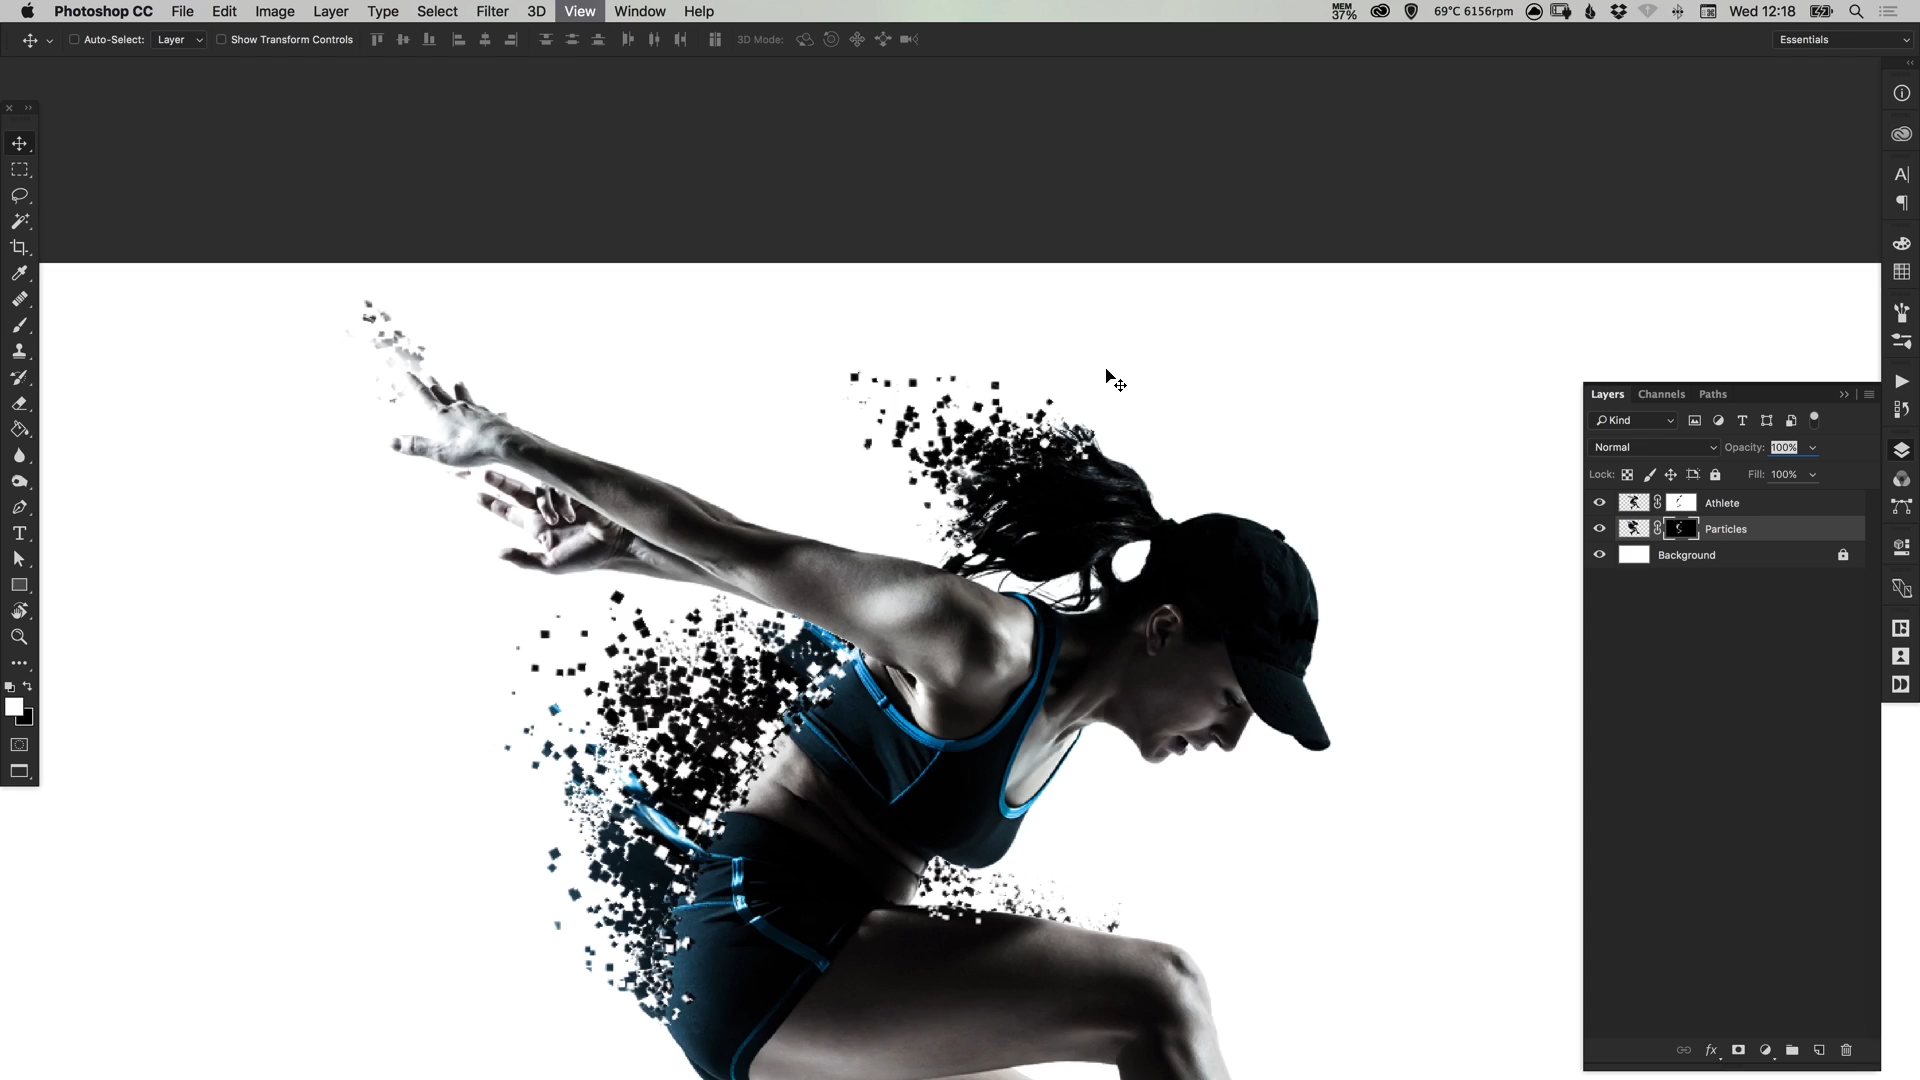 Photoshop CC File Edit Image Layer Type Select Filter 3D View Window Help MEM 37% 69°C 6156rpm Wed 12:18
Auto-Select: Layer Show Transform Controls 3D Mode: Essentials
Layers Channels Paths
Kind
Normal Opacity: 100%
Lock: Fill: 100%
Athlete
Particles
Background
fx